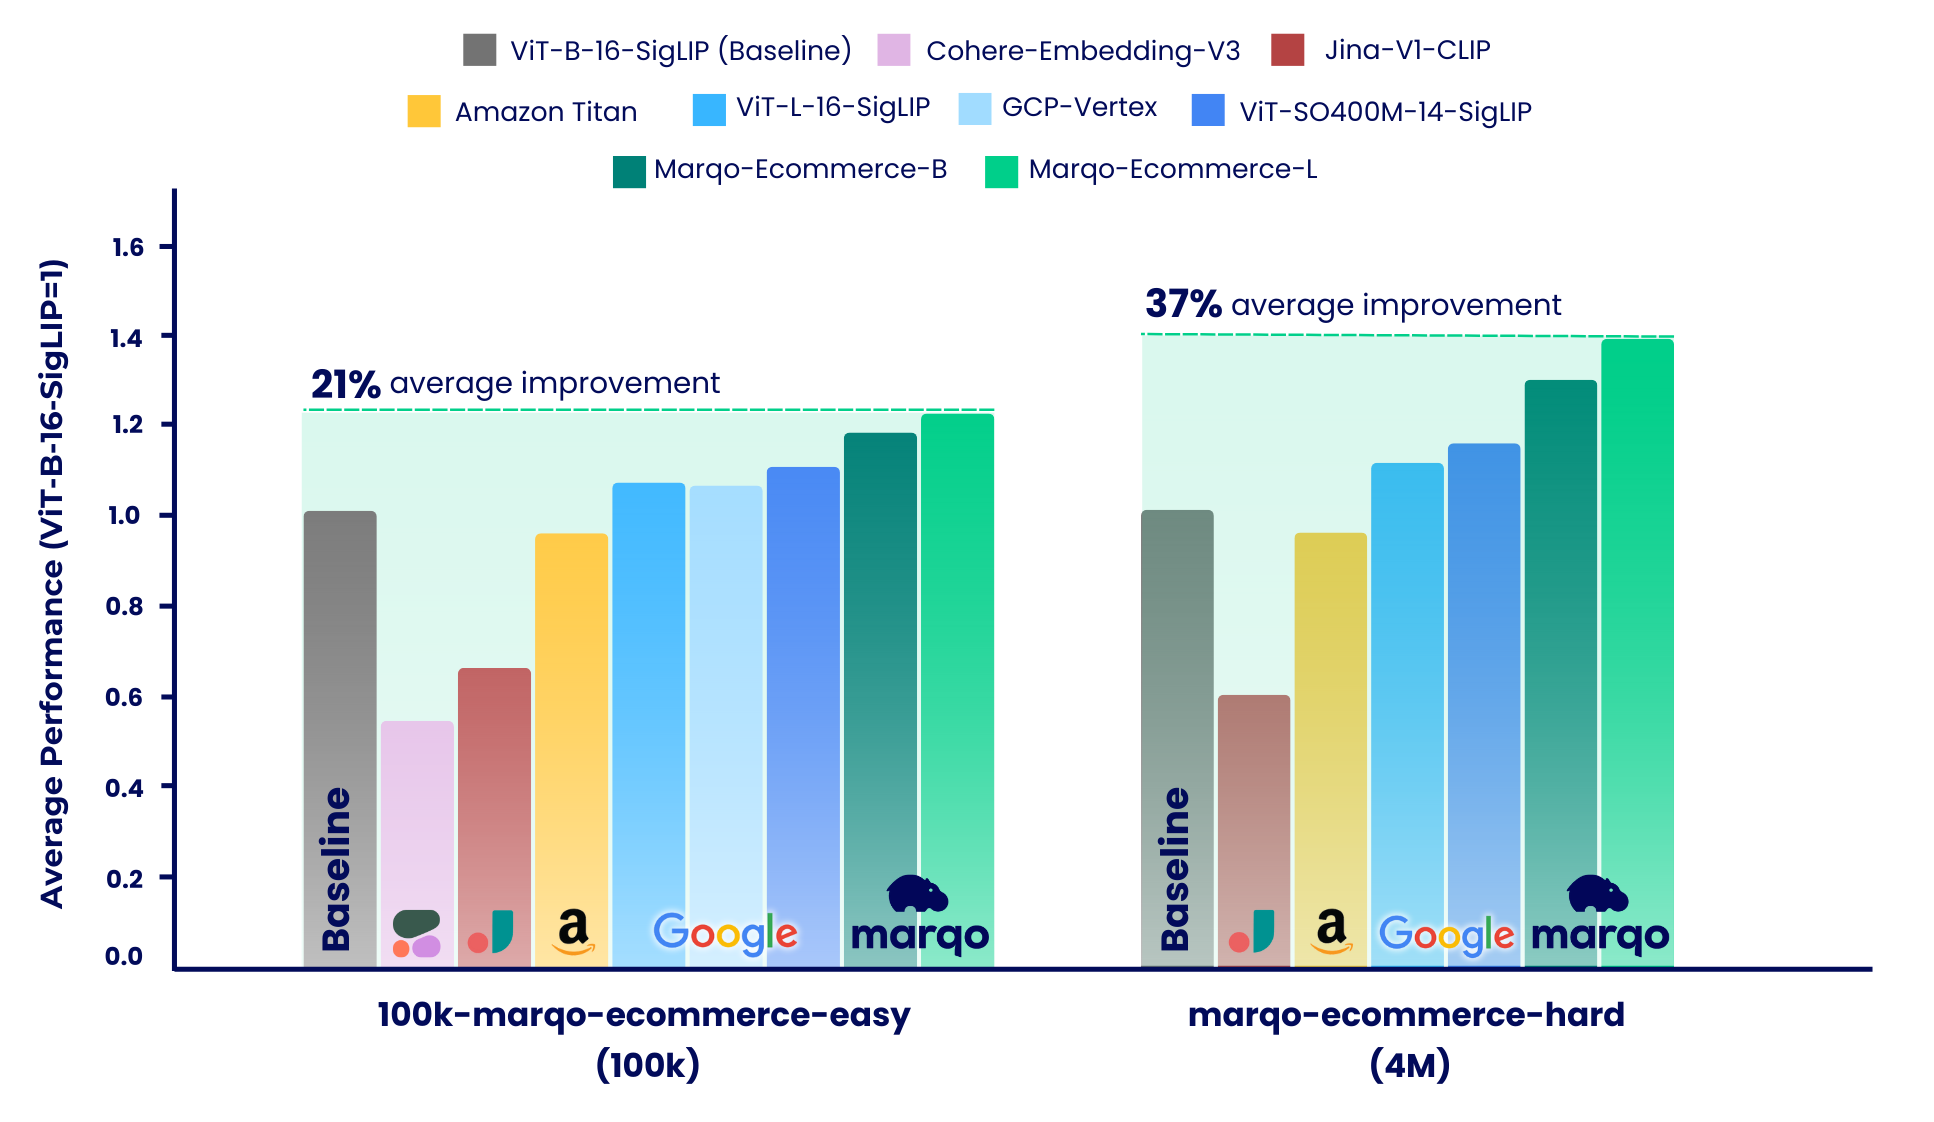 ViT-B-16-SigLIP (Baseline) Cohere-Embedding-V3 Jina-V1-CLIP
Amazon Titan ViT-L-16-SigLIP GCP-Vertex ViT-SO400M-14-SigLIP
Marqo-Ecommerce-B Marqo-Ecommerce-L
Average Performance (ViT-B-16-SigLIP=1)
1.6
1.4
1.2
1.0
0.8
0.6
0.4
0.2
0.0
21% average improvement
Baseline
a
Google
marqo
100k-marqo-ecommerce-easy
(100k)
37% average improvement
Baseline
a
Google
marqo
marqo-ecommerce-hard
(4M)